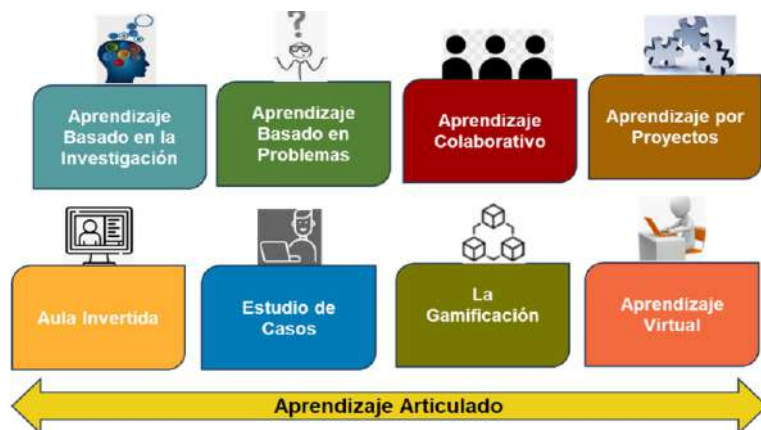 Aprendizaje
Basado en la
Investigación
Aprendizaje
Basado en
Problemas
Aprendizaje
Colaborativo
Aprendizaje por
Proyectos
Aula Invertida
Estudio de
Casos
La
Gamificación
Aprendizaje
Virtual
Aprendizaje Articulado